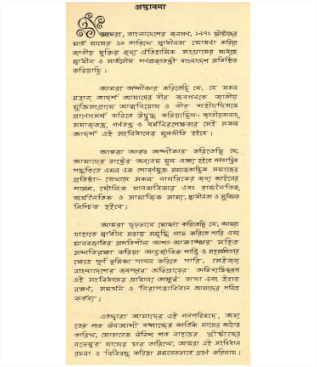 প্রস্তাবনা
আমরা, বাংলাদেশের জনগণ, ১৯৭১ খ্রীষ্টাব্দের
মার্চ মাসের ২৬ তারিখে স্বাধীনতা ঘোষণা করিয়া
জাতীয় মুক্তির জন্য ঐতিহাসিক সংগ্রামের মাধ্যমে
স্বাধীন ও সার্বভৌম গণপ্রজাতন্ত্রী বাংলাদেশ প্রতিষ্ঠিত
করিয়াছি;
আমরা অঙ্গীকার করিতেছি যে, যে সকল
মহান্ আদর্শ আমাদের বীর জনগণকে জাতীয়
মুক্তিসংগ্রামে আত্মনিয়োগ ও বীর শহীদদিগকে
প্রাণোৎসর্গ করিতে উদ্বুদ্ধ করিয়াছিল-জাতীয়তাবাদ,
সমাজতন্ত্র, গণতন্ত্র ও ধর্মনিরপেক্ষতার সেই সকল
আদর্শ এই সংবিধানের মূলনীতি হইবে;
আমরা আরও অঙ্গীকার করিতেছি যে,
আমাদের রাষ্ট্রের অন্যতম মূল লক্ষ্য হইবে গণতান্ত্রিক
পদ্ধতিতে এমন এক শোষণমুক্ত সমাজতান্ত্রিক সমাজের
প্রতিষ্ঠা- যেখানে সকল নাগরিকের জন্য আইনের
শাসন, মৌলিক মানবাধিকার এবং রাজনৈতিক,
অর্থনৈতিক ও সামাজিক সাম্য, স্বাধীনতা ও সুবিচার
নিশ্চিত হইবে;
আমরা দৃঢ়ভাবে ঘোষণা করিতেছি যে, আমরা
যাহাতে স্বাধীন সত্তায় সমৃদ্ধি লাভ করিতে পারি এবং
মানবজাতির প্রগতিশীল আশা-আকাঙ্ক্ষার সহিত
সঙ্গতিরক্ষা করিয়া আন্তর্জাতিক শান্তি ও সহযোগিতার
ক্ষেত্রে পূর্ণ ভূমিকা পালন করিতে পারি, সেইজন্য
বাংলাদেশের জনগণের অভিপ্রায়ের অভিব্যক্তিস্বরূপ
এই সংবিধানের প্রাধান্য অক্ষুণ্ণ রাখা এবং ইহার
রক্ষণ, সমর্থন ও নিরাপত্তাবিধান আমাদের পবিত্র
কর্তব্য;
এতদ্দ্বারা আমাদের এই গণপরিষদে, অদ্য
তের শত ঊনআশী বঙ্গাব্দের কার্তিক মাসের আঠার
তারিখ, মোতাবেক উনিশ শত বাহাত্তর খ্রীষ্টাব্দের
নভেম্বর মাসের চার তারিখে, আমরা এই সংবিধান
রচনা ও বিধিবদ্ধ করিয়া সমবেতভাবে গ্রহণ করিলাম।